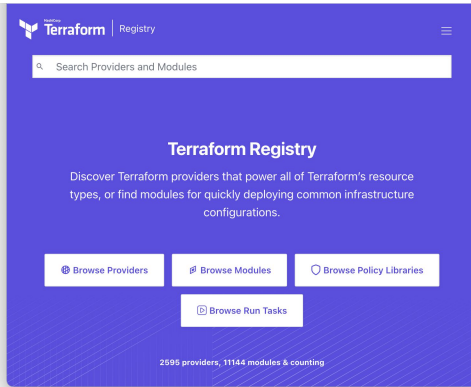 HashiCorp
Terraform | Registry
Search Providers and Modules
Terraform Registry
Discover Terraform providers that power all of Terraform's resource
types, or find modules for quickly deploying common infrastructure
configurations.
Browse Providers
Browse Modules
Browse Policy Libraries
Browse Run Tasks
2595 providers, 11144 modules & counting